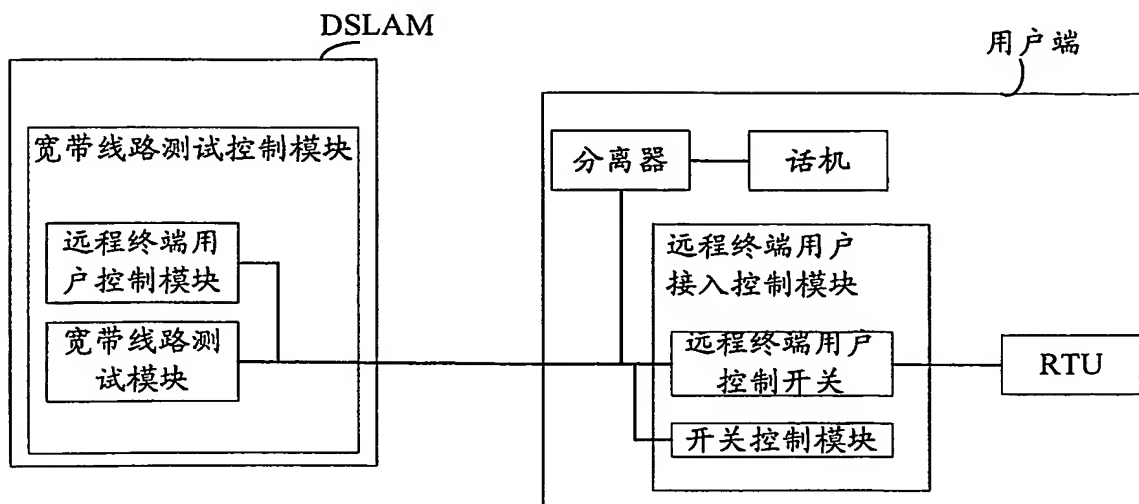 DSLAM
用户端
宽带线路测试控制模块
远程终端用
户控制模块
宽带线路测
试模块
分离器
话机
远程终端用户
接入控制模块
远程终端用户
控制开关
开关控制模块
RTU